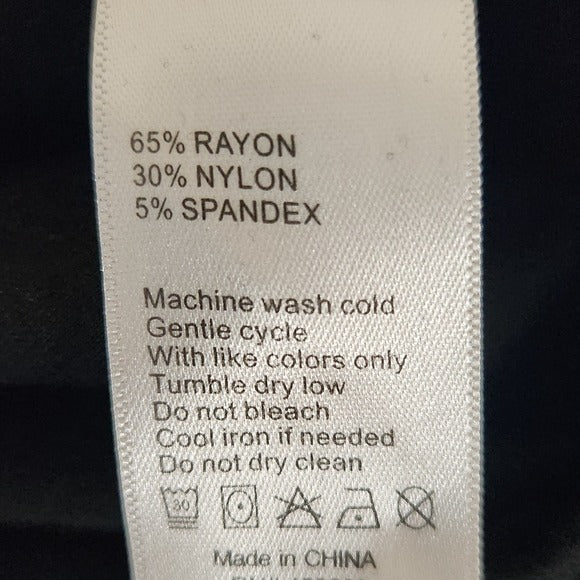 65% RAYON
30% NYLON
5% SPANDEX
Machine wash cold
Gentle cycle
With like colors only
Tumble dry low
Do not bleach
Cool iron if needed
Do not dry clean
30
Made in CHINA